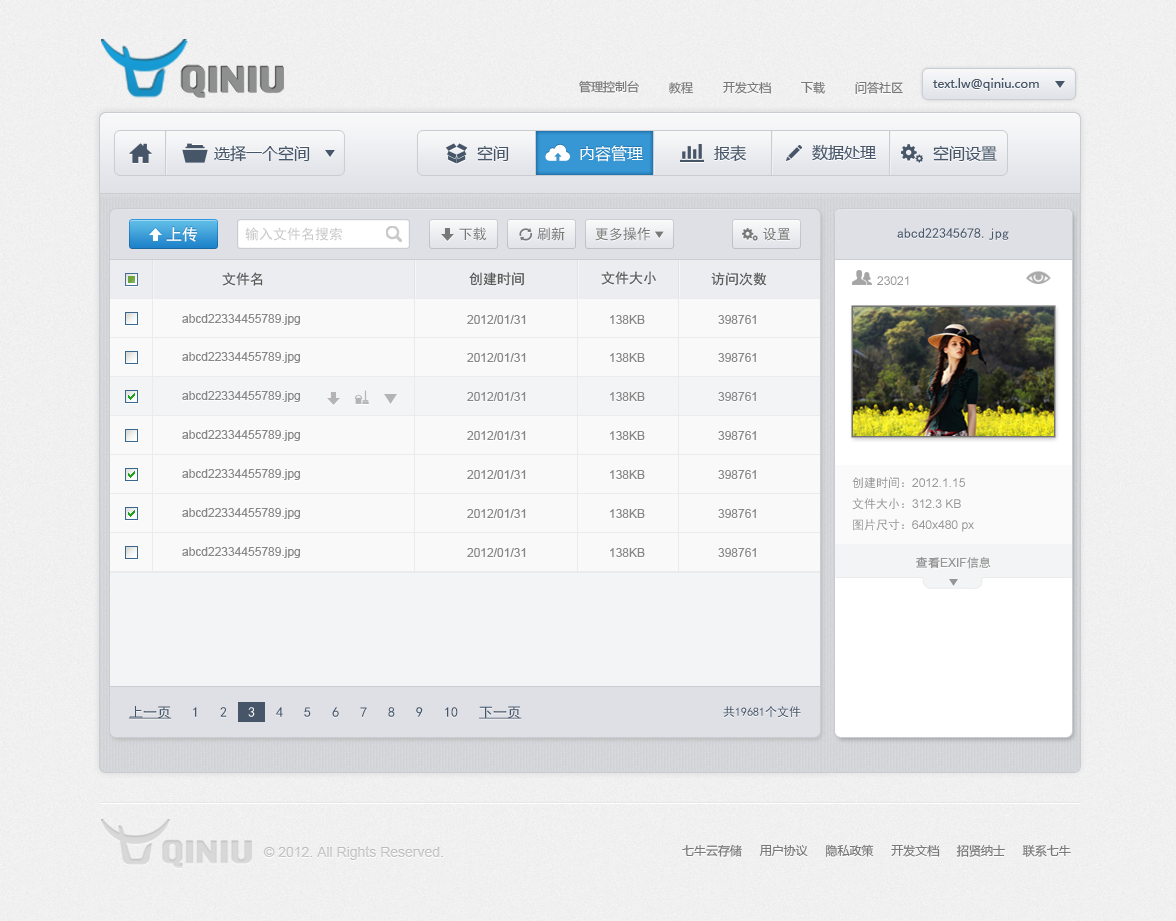 QINIU
管理控制台 教程 开发文档 下载 问答社区 text.lw@qiniu.com
选择一个空间 空间 内容管理 报表 数据处理 空间设置
上传 输入文件名搜索 下载 刷新 更多操作 设置
文件名 创建时间 文件大小 访问次数
abcd22334455789.jpg 2012/01/31 138KB 398761
abcd22334455789.jpg 2012/01/31 138KB 398761
abcd22334455789.jpg 2012/01/31 138KB 398761
abcd22334455789.jpg 2012/01/31 138KB 398761
abcd22334455789.jpg 2012/01/31 138KB 398761
abcd22334455789.jpg 2012/01/31 138KB 398761
abcd22334455789.jpg 2012/01/31 138KB 398761
上一页 1 2 3 4 5 6 7 8 9 10 下一页 共19681个文件
abcd22345678. jpg
23021
创建时间：2012.1.15
文件大小：312.3 KB
图片尺寸：640x480 px
查看EXIF信息
QINIU © 2012. All Rights Reserved. 七牛云存储 用户协议 隐私政策 开发文档 招贤纳士 联系七牛